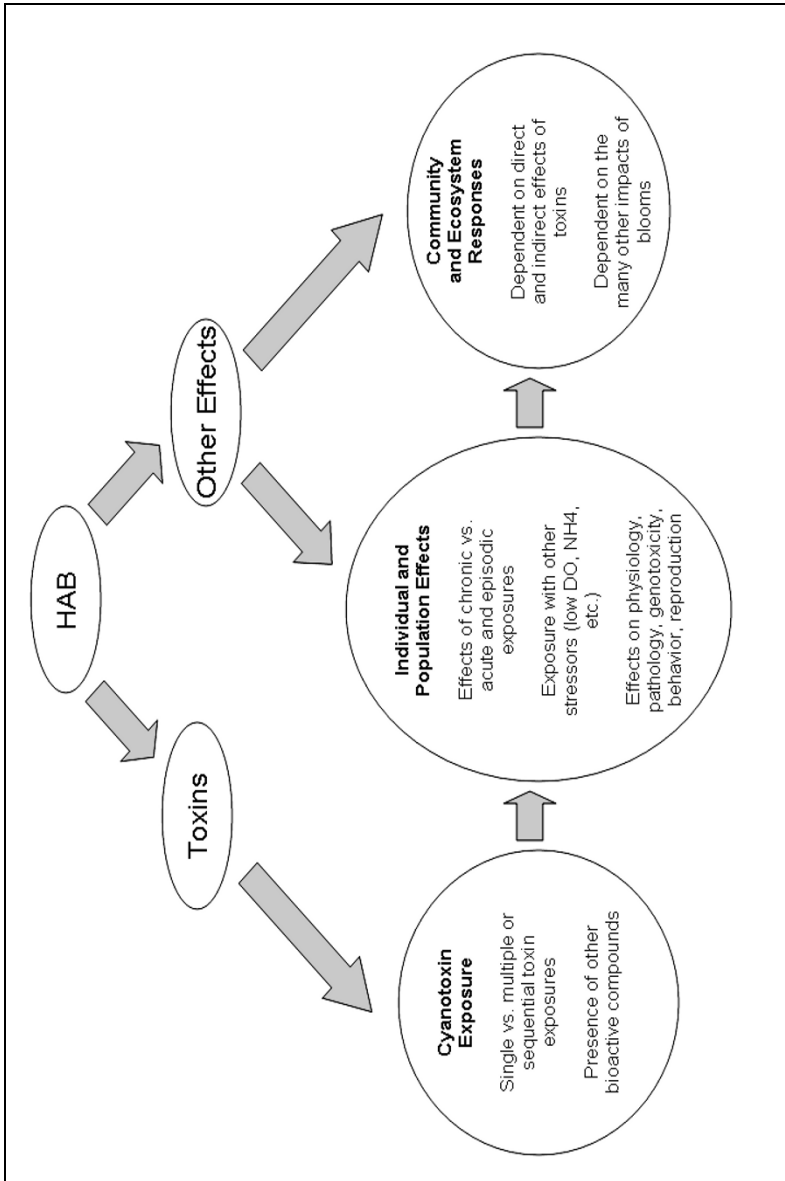 HAB
Toxins
Other Effects
Cyanotoxin
Exposure
Single vs. multiple or
sequential toxin
exposures
Presence of other
bioactive compounds
Individual and
Population Effects
Effects of chronic vs.
acute and episodic
exposures
Exposure with other
stressors (low DO, NH4,
etc.)
Effects on physiology,
pathology, genotoxicity,
behavior, reproduction
Community
and Ecosystem
Responses
Dependent on direct
and indirect effects of
toxins
Dependent on the
many other impacts of
blooms